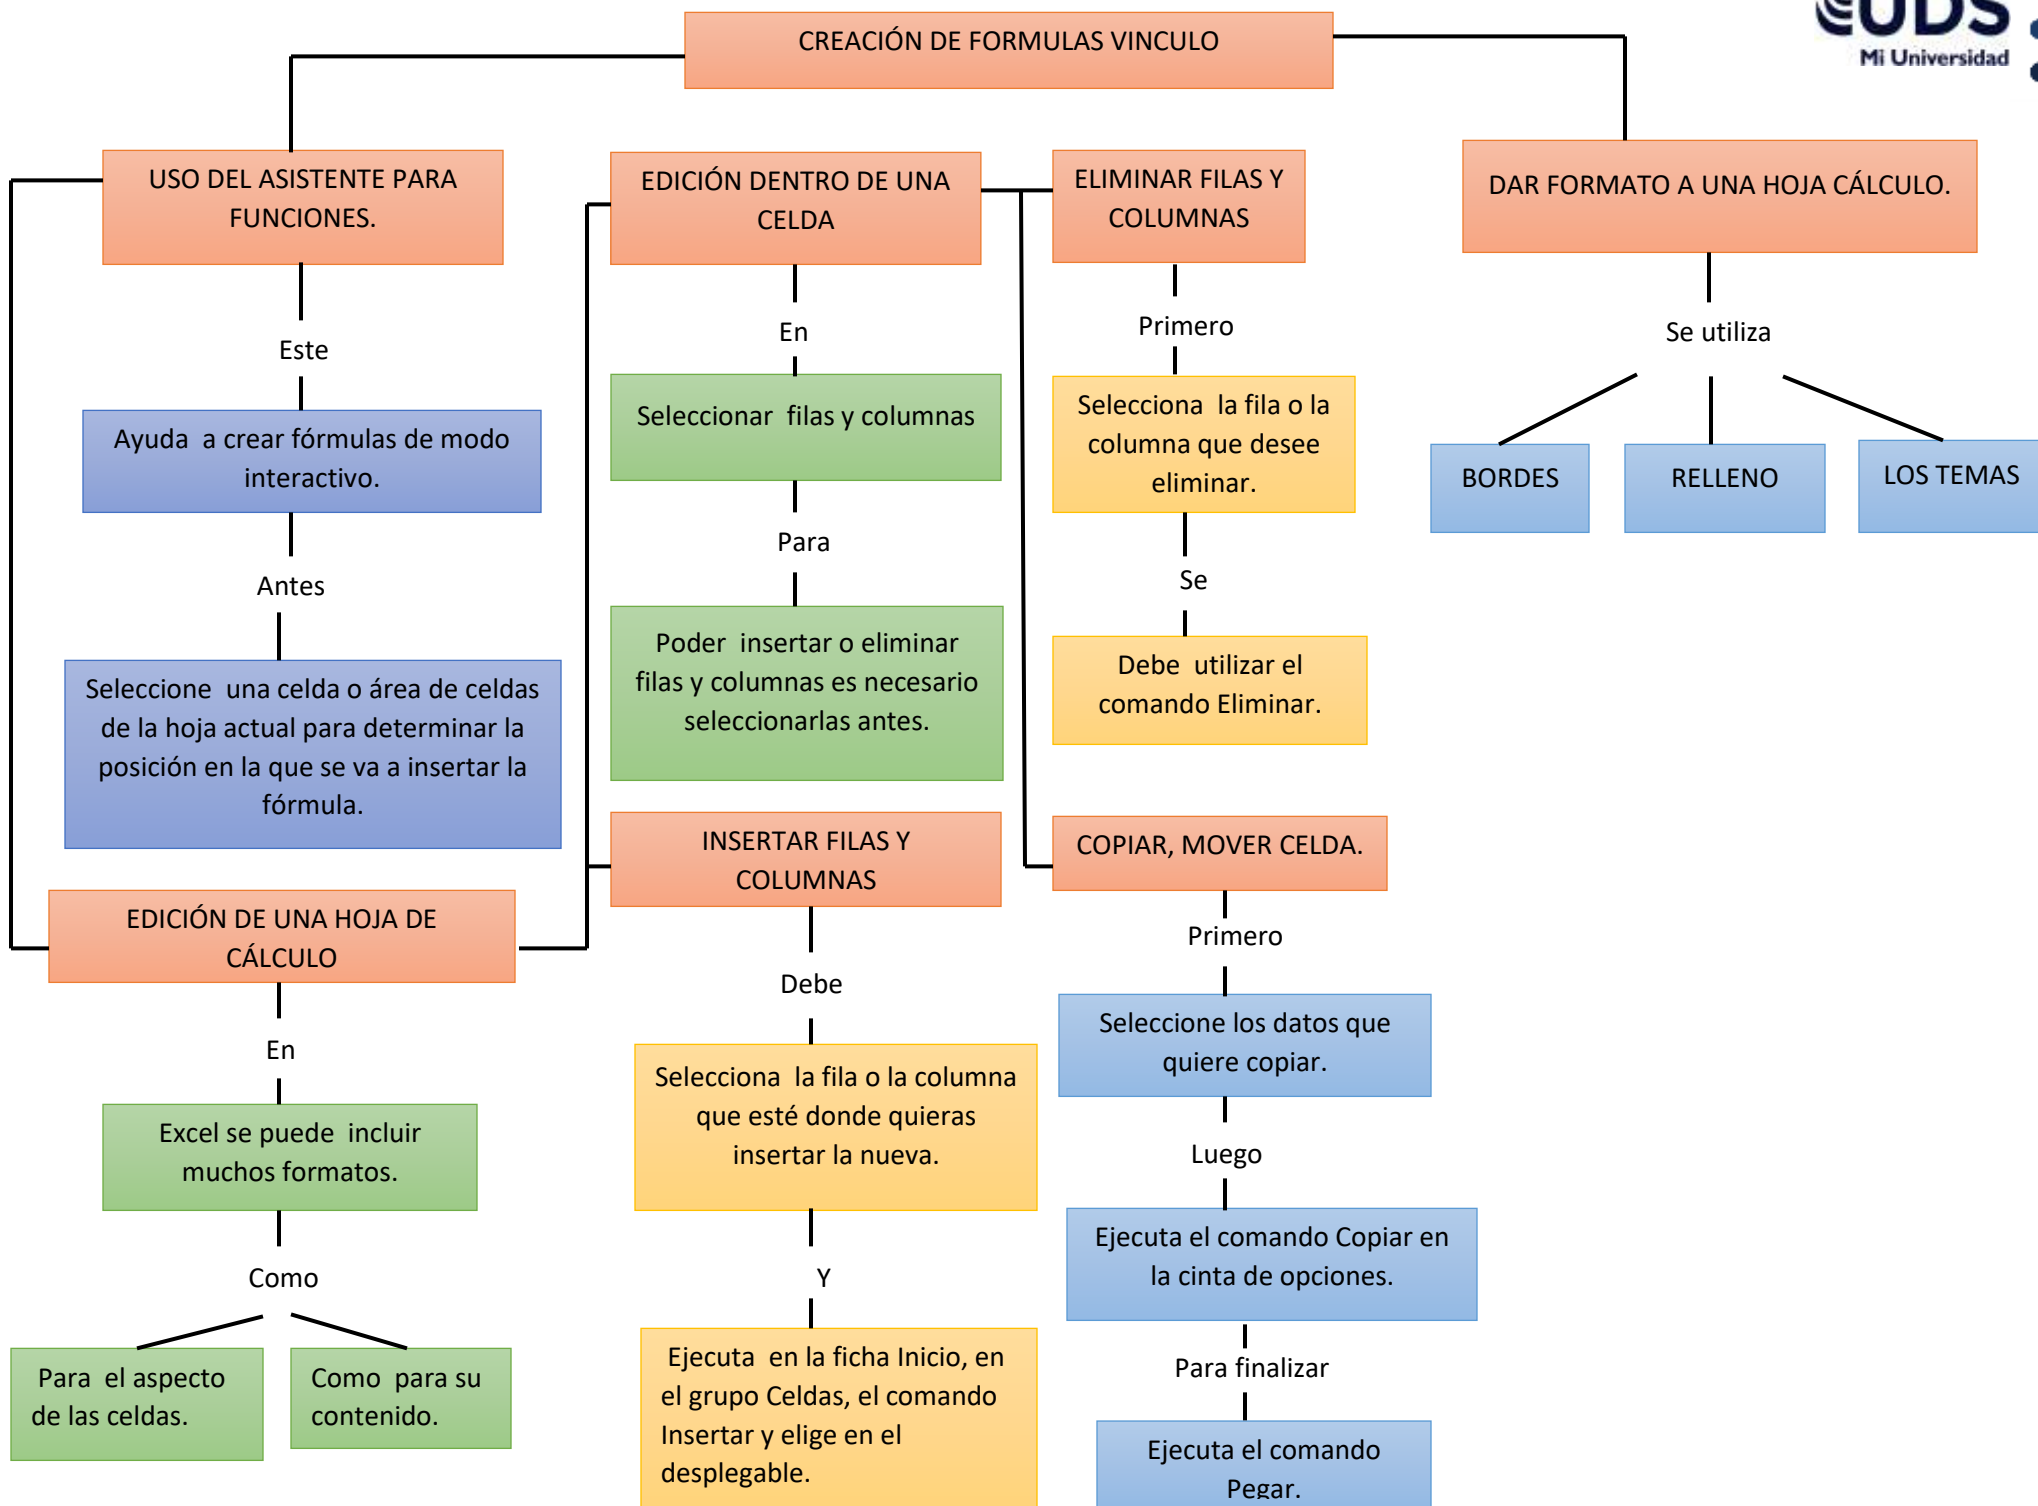 CREACIÓN DE FORMULAS VINCULO
UDS
Mi Universidad
USO DEL ASISTENTE PARA
FUNCIONES.
Este
Ayuda  a crear fórmulas de modo
interactivo.
Antes
Seleccione  una celda o área de celdas
de la hoja actual para determinar la
posición en la que se va a insertar la
fórmula.
EDICIÓN DE UNA HOJA DE
CÁLCULO
En
Excel se puede  incluir
muchos formatos.
Como
Para  el aspecto
de las celdas.
Como  para su
contenido.
EDICIÓN DENTRO DE UNA
CELDA
En
Seleccionar  filas y columnas
Para
Poder  insertar o eliminar
filas y columnas es necesario
seleccionarlas antes.
INSERTAR FILAS Y
COLUMNAS
Debe
Selecciona  la fila o la columna
que esté donde quieras
insertar la nueva.
Y
Ejecuta  en la ficha Inicio, en
el grupo Celdas, el comando
Insertar y elige en el
desplegable.
ELIMINAR FILAS Y
COLUMNAS
Primero
Selecciona  la fila o la
columna que desee
eliminar.
Se
Debe  utilizar el
comando Eliminar.
COPIAR, MOVER CELDA.
Primero
Seleccione los datos que
quiere copiar.
Luego
Ejecuta el comando Copiar en
la cinta de opciones.
Para finalizar
Ejecuta el comando
Pegar.
DAR FORMATO A UNA HOJA CÁLCULO.
Se utiliza
BORDES
RELLENO
LOS TEMAS